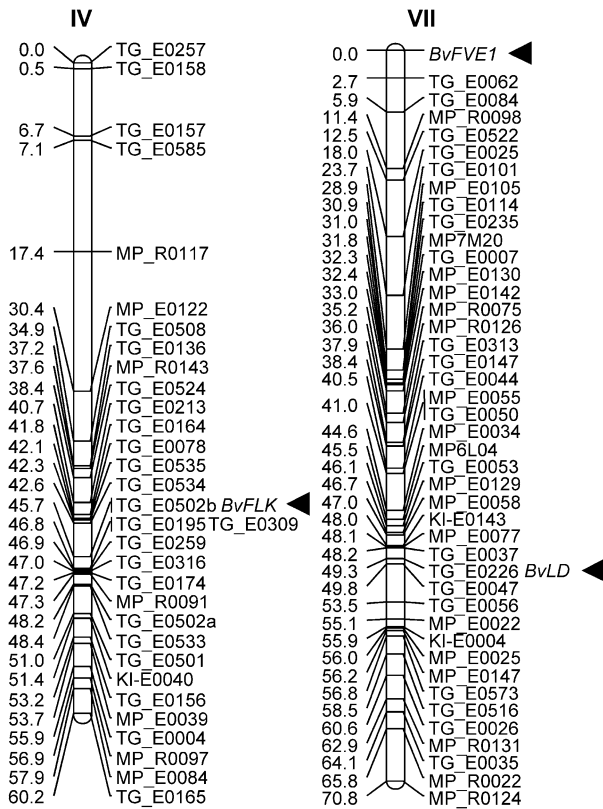 IV
0.0 TG_E0257
0.5 TG_E0158
6.7 TG_E0157
7.1 TG_E0585
17.4 MP_R0117
30.4 MP_E0122
34.9 TG_E0508
37.2 TG_E0136
37.6 MP_R0143
38.4 TG_E0524
40.7 TG_E0213
41.8 TG_E0164
42.1 TG_E0078
42.3 TG_E0535
42.6 TG_E0534
45.7 TG_E0502b BvFLK
46.8 TG_E0195 TG_E0309
46.9 TG_E0259
47.0 TG_E0316
47.2 TG_E0174
47.3 MP_R0091
48.2 TG_E0502a
48.4 TG_E0533
51.0 TG_E0501
51.4 KI-E0040
53.2 TG_E0156
53.7 MP_E0039
55.9 TG_E0004
56.9 MP_R0097
57.9 MP_E0084
60.2 TG_E0165
VII
0.0 BvFVE1
2.7 TG_E0062
5.9 TG_E0084
11.4 MP_R0098
12.5 TG_E0522
18.0 TG_E0025
23.7 TG_E0101
28.9 MP_E0105
30.9 TG_E0114
31.0 TG_E0235
31.8 MP7M20
32.3 TG_E0007
32.4 MP_E0130
33.0 MP_E0142
35.2 MP_R0075
36.0 MP_R0126
37.9 TG_E0313
38.4 TG_E0147
40.5 TG_E0044
41.0 MP_E0055
TG_E0050
44.6 MP_E0034
45.5 MP6L04
46.1 TG_E0053
46.7 MP_E0129
47.0 MP_E0058
48.0 KI-E0143
48.1 MP_E0077
48.2 TG_E0037
49.3 TG_E0226 BvLD
49.8 TG_E0047
53.5 TG_E0056
55.1 MP_E0022
55.9 KI-E0004
56.0 MP_E0025
56.2 MP_E0147
56.8 TG_E0573
58.5 TG_E0516
60.6 TG_E0026
62.9 MP_R0131
64.1 TG_E0035
65.8 MP_R0022
70.8 MP_R0124